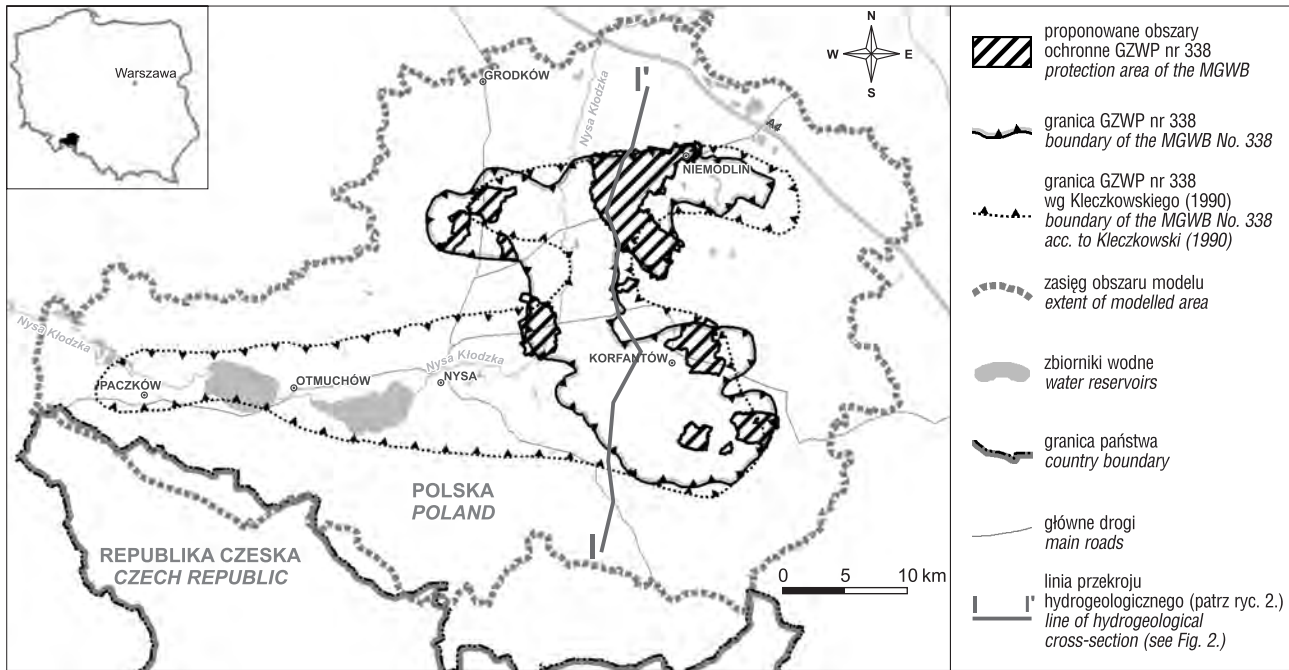 Warszawa
N
W
E
S
GRODKÓW
I'
Nysa Kłodzka
A4
NIEMODLIN
Nysa Kłodzka
Nysa Kłodzka
KORFANTÓW
PACZKÓW
OTMUCHÓW
NYSA
POLSKA
POLAND
REPUBLIKA CZESKA
CZECH REPUBLIC
I
0 5 10 km
proponowane obszary
ochronne GZWP nr 338
protection area of the MGWB
granica GZWP nr 338
boundary of the MGWB No. 338
granica GZWP nr 338
wg Kleczkowskiego (1990)
boundary of the MGWB No. 338
acc. to Kleczkowski (1990)
zasięg obszaru modelu
extent of modelled area
zbiorniki wodne
water reservoirs
granica państwa
country boundary
główne drogi
main roads
I I'
linia przekroju
hydrogeologicznego (patrz ryc. 2.)
line of hydrogeological
cross-section (see Fig. 2.)